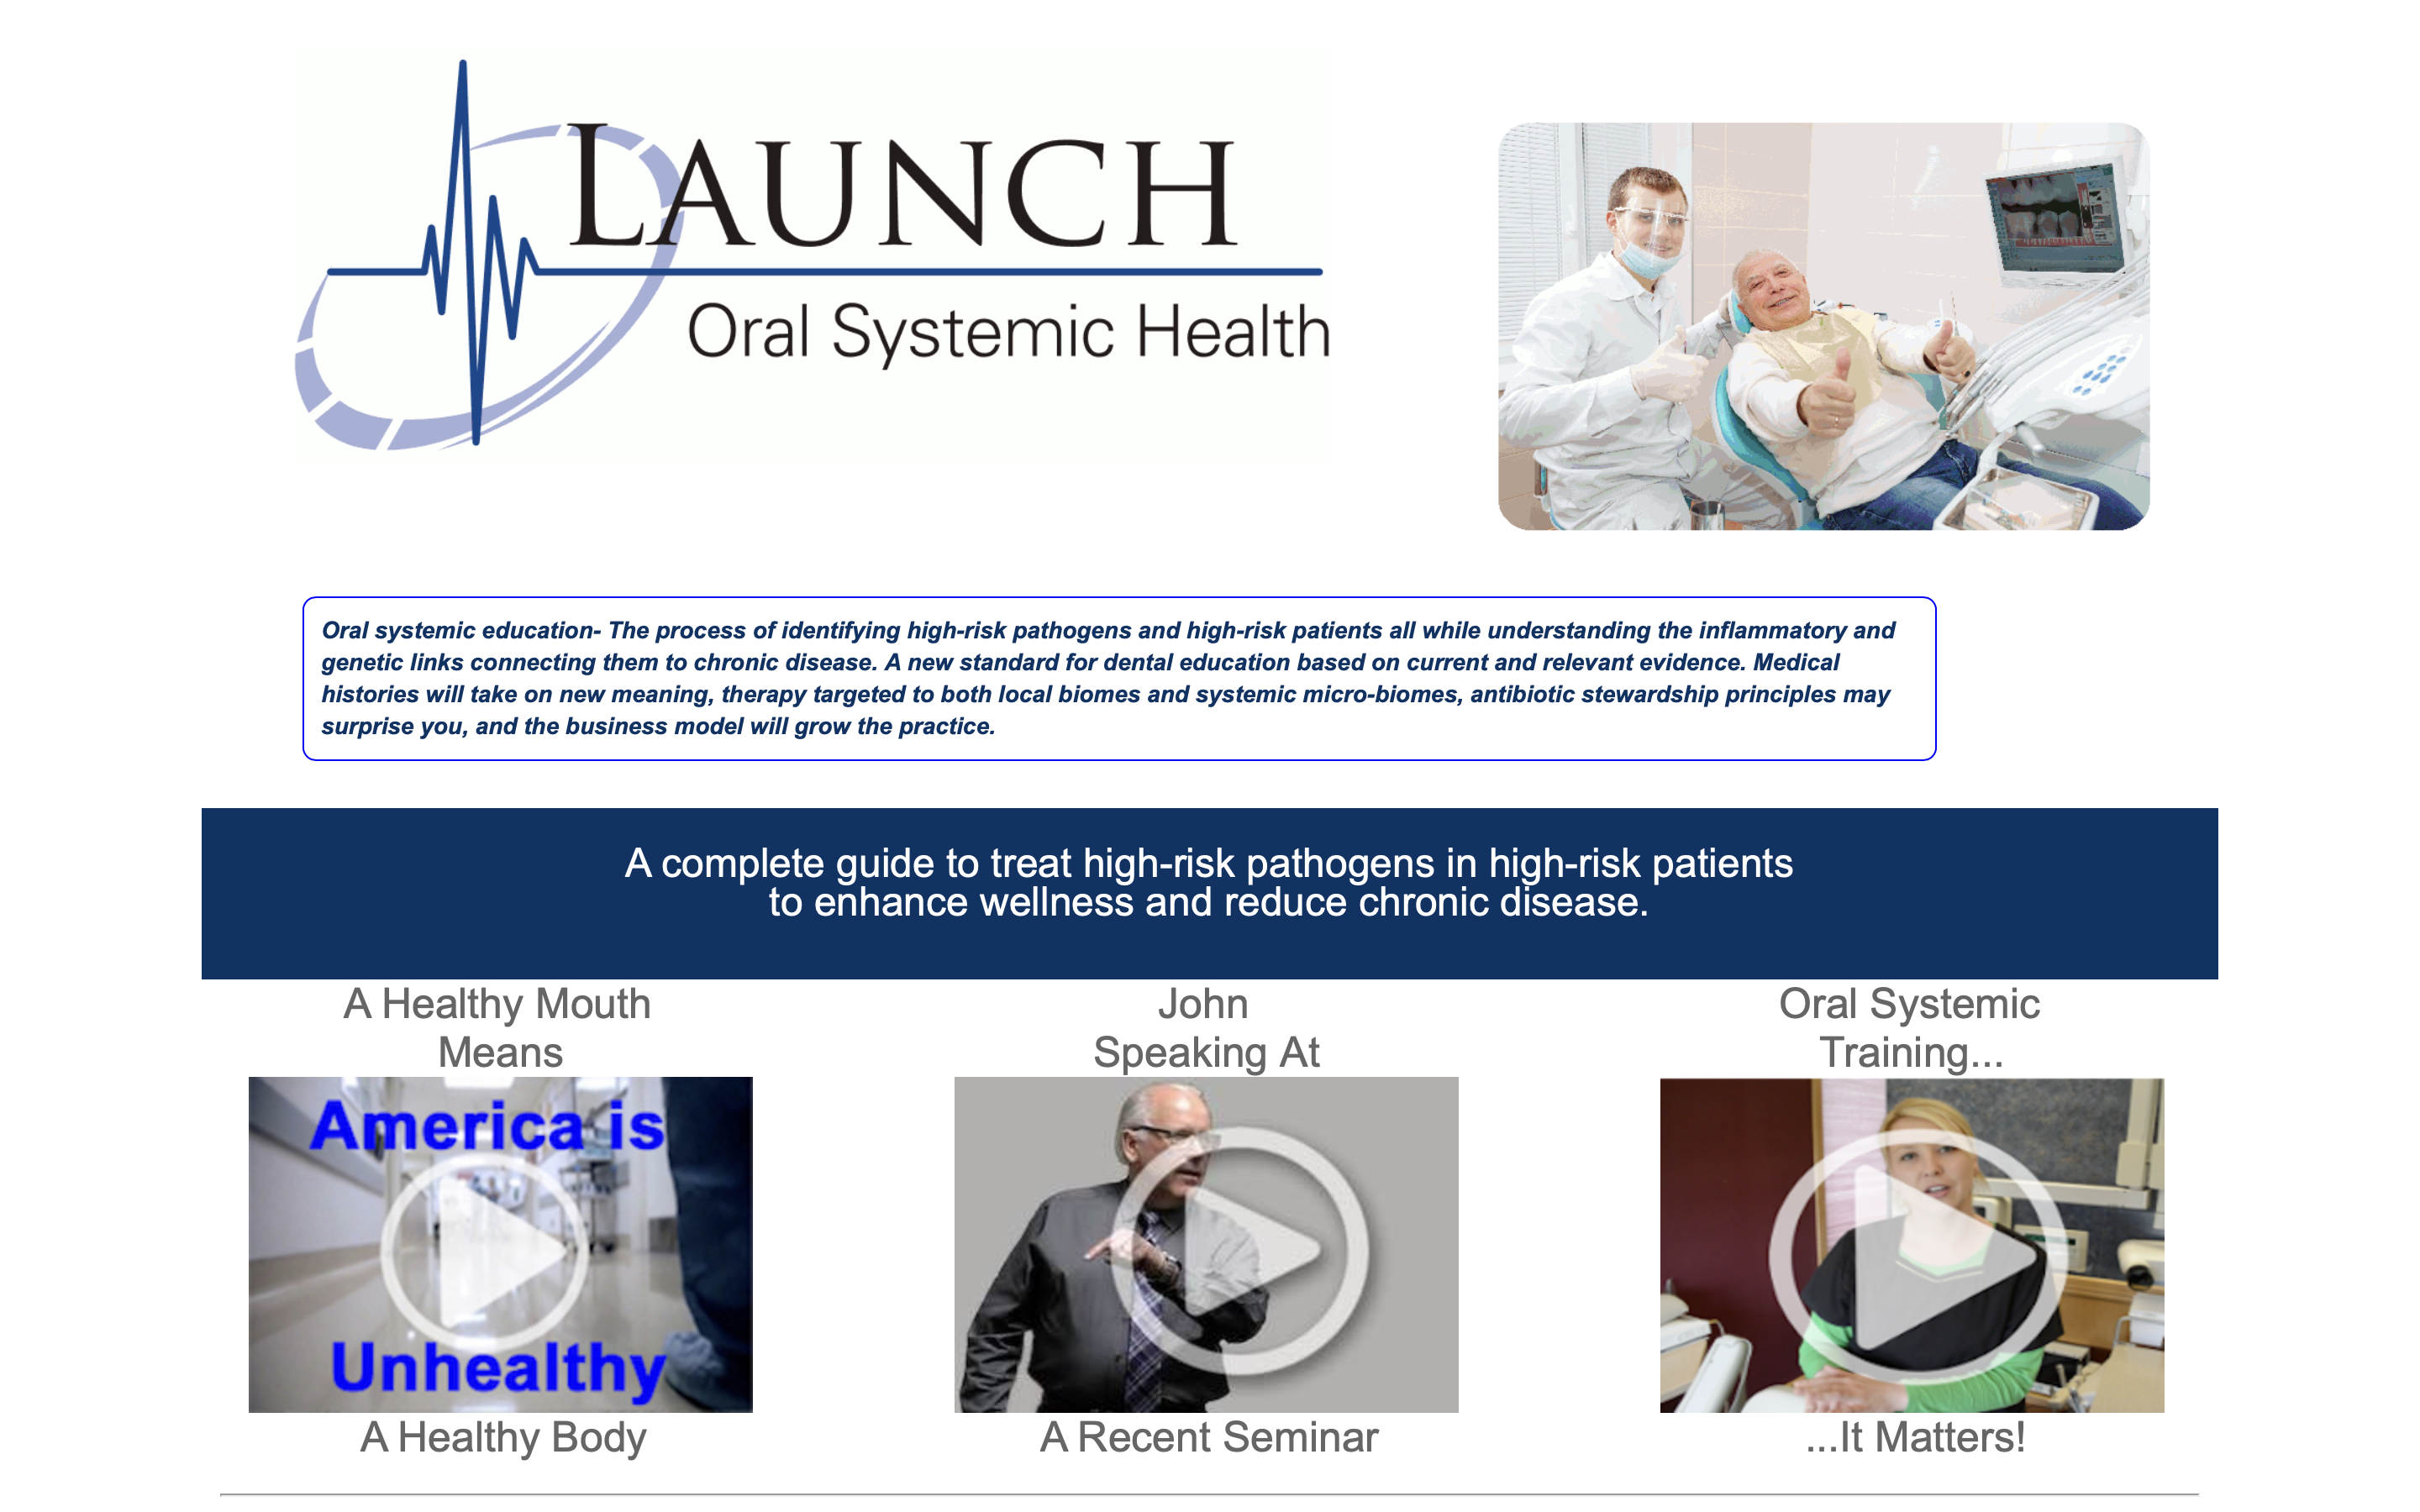 LAUNCH
Oral Systemic Health
Oral systemic education- The process of identifying high-risk pathogens and high-risk patients all while understanding the inflammatory and
genetic links connecting them to chronic disease. A new standard for dental education based on current and relevant evidence. Medical
histories will take on new meaning, therapy targeted to both local biomes and systemic micro-biomes, antibiotic stewardship principles may
surprise you, and the business model will grow the practice.
A complete guide to treat high-risk pathogens in high-risk patients
to enhance wellness and reduce chronic disease.
A Healthy Mouth
Means
America is
Unhealthy
A Healthy Body
John
Speaking At
A Recent Seminar
Oral Systemic
Training...
...It Matters!